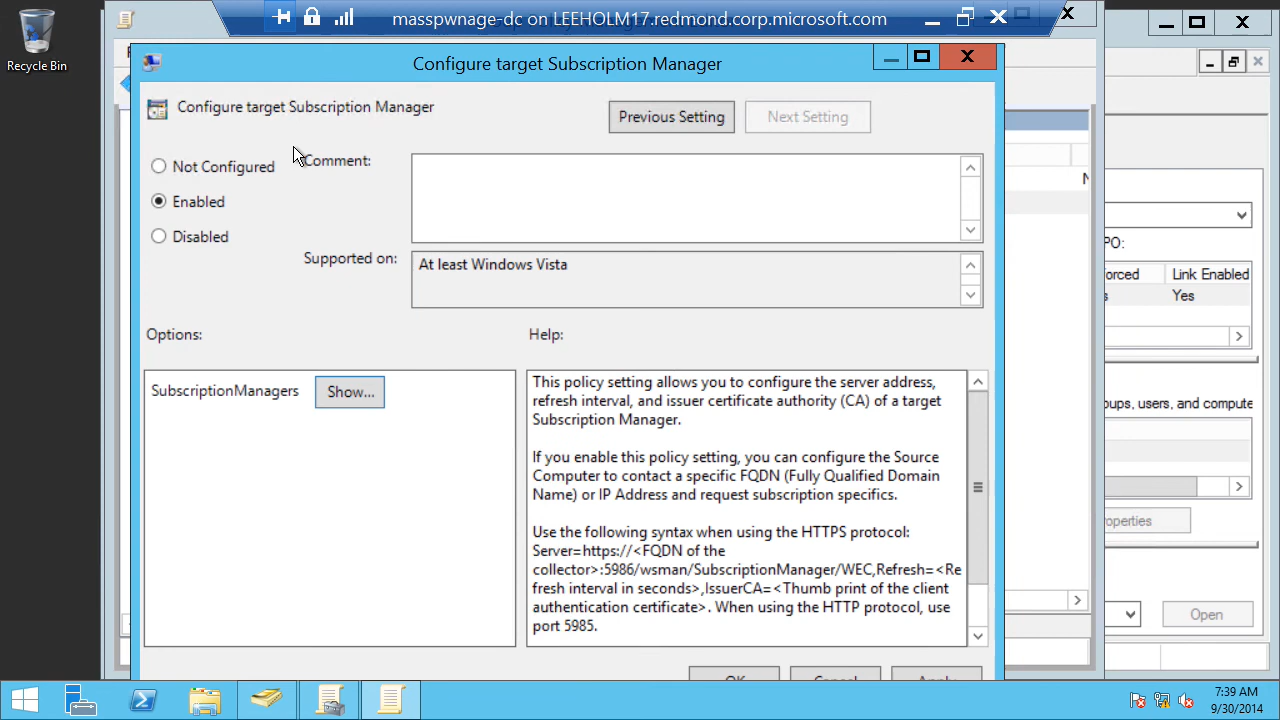 masspwnage-dc on LEEHOLM17.redmond.corp.microsoft.com
Recycle Bin
Configure target Subscription Manager
Configure target Subscription Manager
Previous Setting
Next Setting
Not Configured
Comment:
Enabled
Disabled
Supported on:
At least Windows Vista
Options:
Help:
SubscriptionManagers
Show...
This policy setting allows you to configure the server address,
refresh interval, and issuer certificate authority (CA) of a target
Subscription Manager.
If you enable this policy setting, you can configure the Source
Computer to contact a specific FQDN (Fully Qualified Domain
Name) or IP Address and request subscription specifics.
Use the following syntax when using the HTTPS protocol:
Server=https://<FQDN of the
collector>:5986/wsman/SubscriptionManager/WEC,Refresh=<Re
fresh interval in seconds>,IssuerCA=<Thumb print of the client
authentication certificate>. When using the HTTP protocol, use
port 5985.
OK
Cancel
Apply
N
PO:
orced
Link Enabled
s
Yes
oups, users, and compute
operties
Open
7:39 AM
9/30/2014